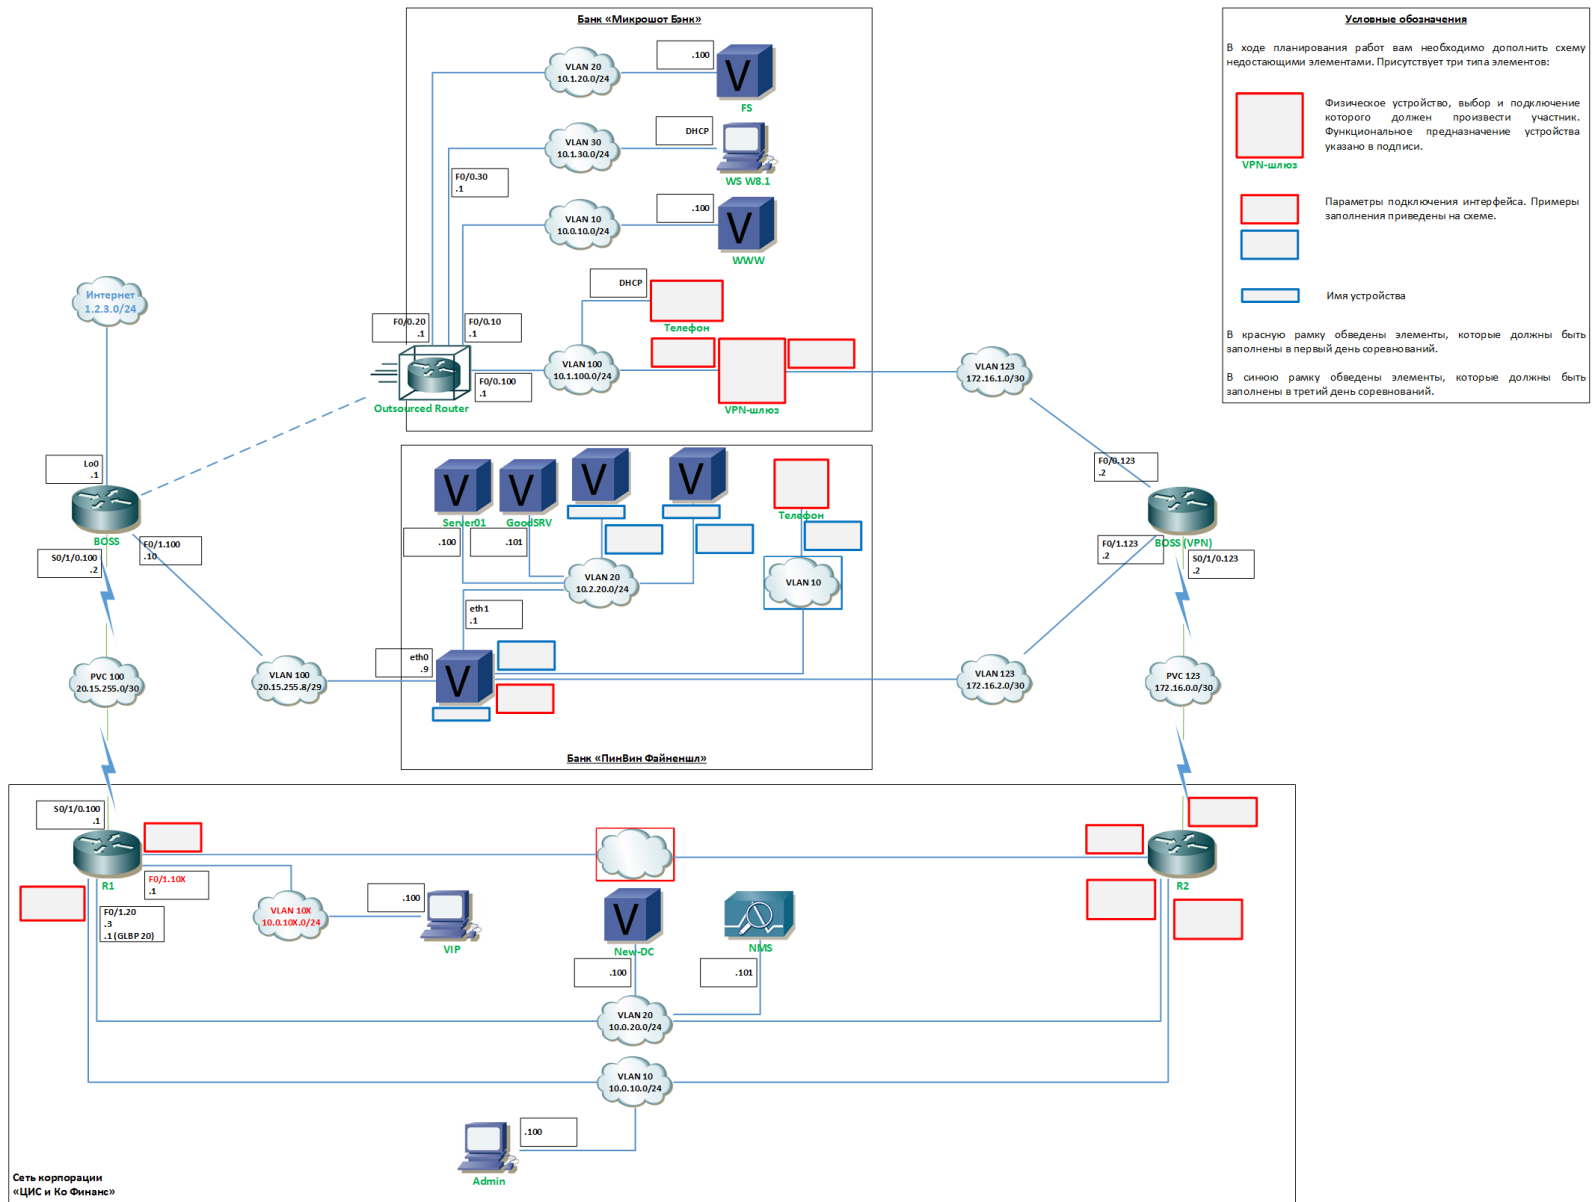 Банк «Микрошот Бэнк»
VLAN 20
10.1.20.0/24
.100
FS
VLAN 30
10.1.30.0/24
DHCP
WS W8.1
F0/0.30
.1
VLAN 10
10.0.10.0/24
.100
WWW
DHCP
Телефон
F0/0.20
.1
F0/0.10
.1
VLAN 100
10.1.100.0/24
F0/0.100
.1
Outsourced Router
VPN-шлюз
Условные обозначения
В ходе планирования работ вам необходимо дополнить схему
недостающими элементами. Присутствует три типа элементов:
Физическое устройство, выбор и подключение
которого должен произвести участник.
Функциональное предназначение устройства
указано в подписи.
VPN-шлюз
Параметры подключения интерфейса. Примеры
заполнения приведены на схеме.
Имя устройства
В красную рамку обведены элементы, которые должны быть
заполнены в первый день соревнований.
В синюю рамку обведены элементы, которые должны быть
заполнены в третий день соревнований.
Интернет
1.2.3.0/24
Lo0
.1
BOSS
S0/1/0.100
.2
F0/1.100
.10
PVC 100
20.15.255.0/30
VLAN 100
20.15.255.8/29
VLAN 123
172.16.1.0/30
F0/0.123
.2
BOSS (VPN)
F0/1.123
.2
S0/1/0.123
.2
VLAN 123
172.16.2.0/30
PVC 123
172.16.0.0/30
Server01
GoodSRV
.100
.101
Телефон
VLAN 20
10.2.20.0/24
VLAN 10
eth1
.1
eth0
.9
Банк «ПинВин Файненшл»
S0/1/0.100
.1
R1
F0/1.10X
.1
F0/1.20
.3
.1 (GLBP 20)
VLAN 10X
10.0.10X.0/24
.100
VIP
New-DC
NMS
.100
.101
R2
VLAN 20
10.0.20.0/24
VLAN 10
10.0.10.0/24
.100
Admin
Сеть корпорации
«ЦИС и Ко Финанс»